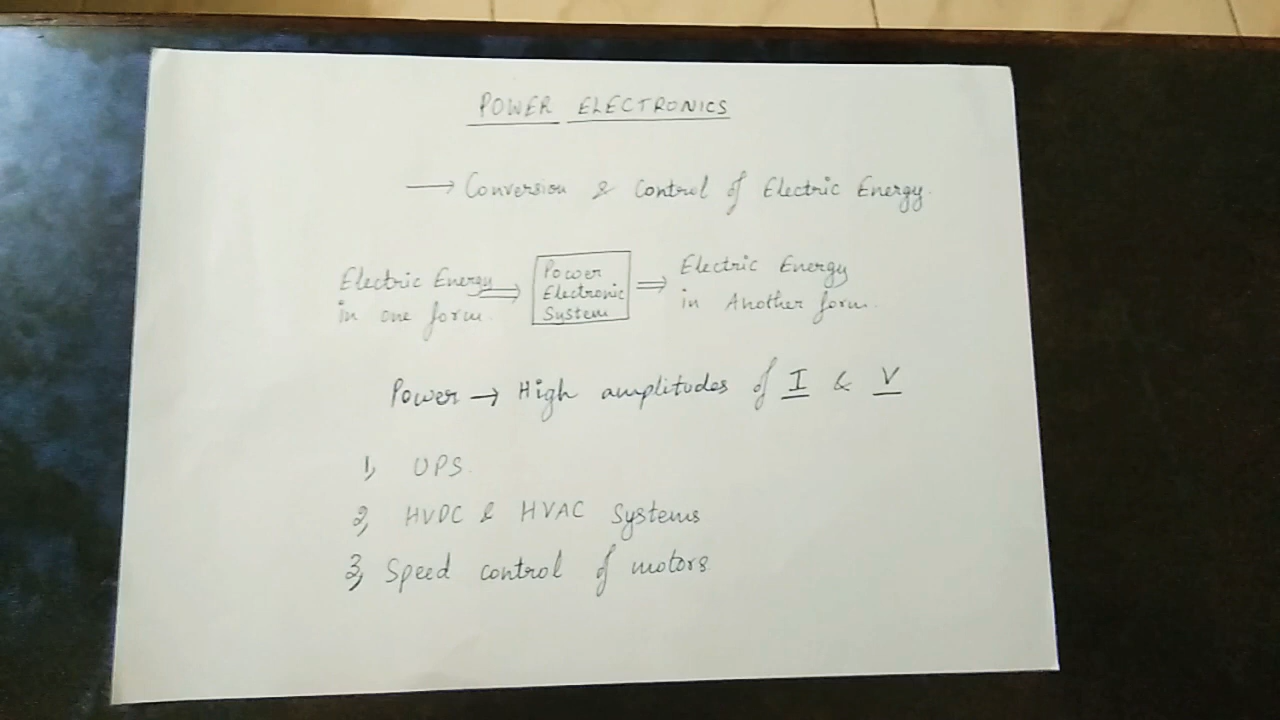 POWER ELECTRONICS
→ Conversion & Control of Electric Energy.
Electric Energy
in one form.
⇒
Power
Electronic
System
⇒
Electric Energy
in Another form.
Power → High amplitudes of I & V
1, UPS.
2, HVDC & HVAC Systems
3, Speed control of motors.